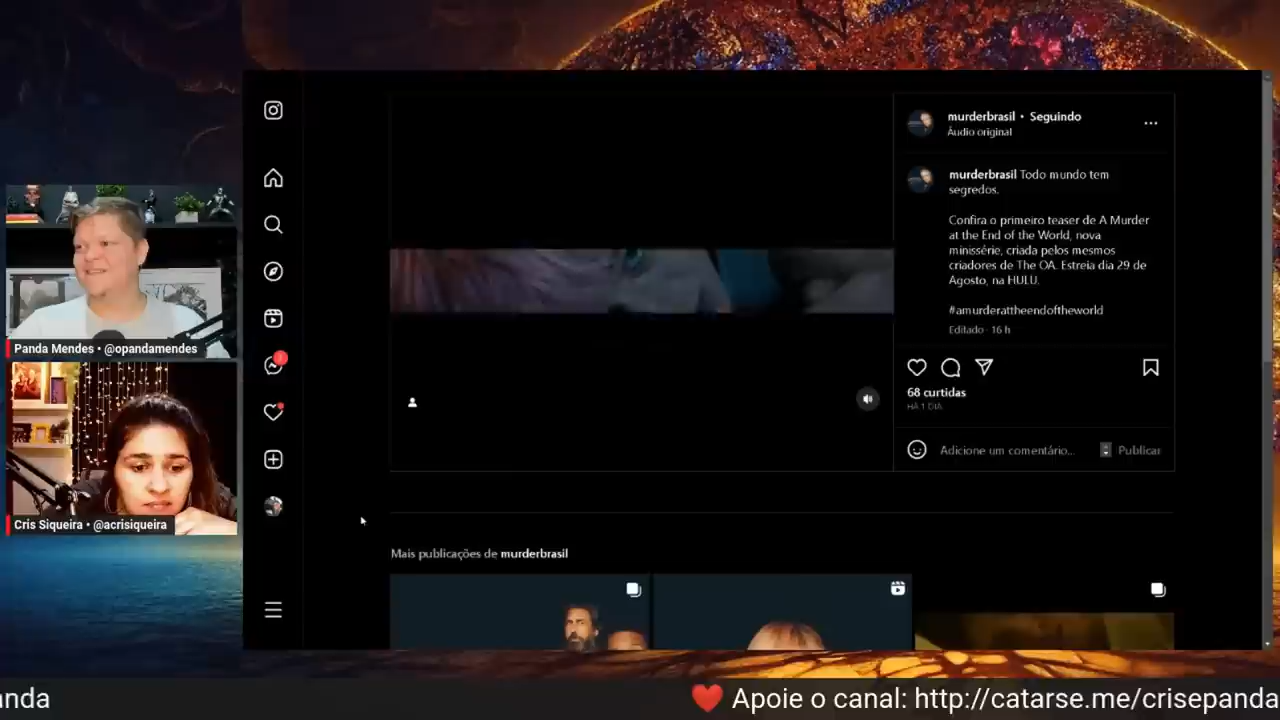 murderbrasil • Seguindo
Áudio original
murderbrasil Todo mundo tem
segredos.
Confira o primeiro teaser de A Murder
at the End of the World, nova
minissérie, criada pelos mesmos
criadores de The OA. Estreia dia 29 de
Agosto, na HULU.
#amurderattheendoftheworld
Editado · 16 h
68 curtidas
HÁ 1 DIA
Adicione um comentário...
Publicar
Panda Mendes • @opandamendes
Cris Siqueira • @acrisiqueira
Mais publicações de murderbrasil
anda
Apoie o canal: http://catarse.me/crisepanda